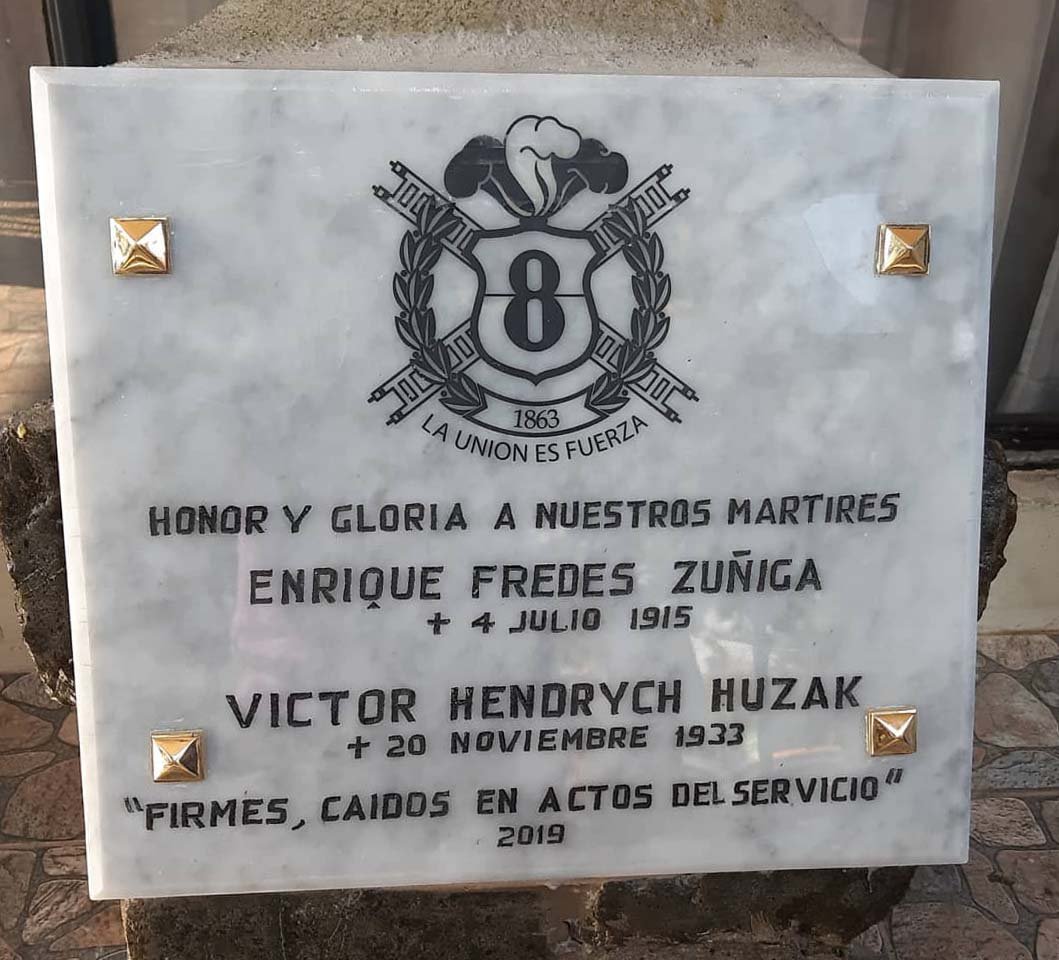 8
1863
LA UNION ES FUERZA
HONOR Y GLORIA A NUESTROS MARTIRES
ENRIQUE FREDES ZUÑIGA
✝ 4 JULIO 1915
VICTOR HENDRYCH HUZAK
✝ 20 NOVIEMBRE 1933
"FIRMES, CAIDOS EN ACTOS DEL SERVICIO"
2019